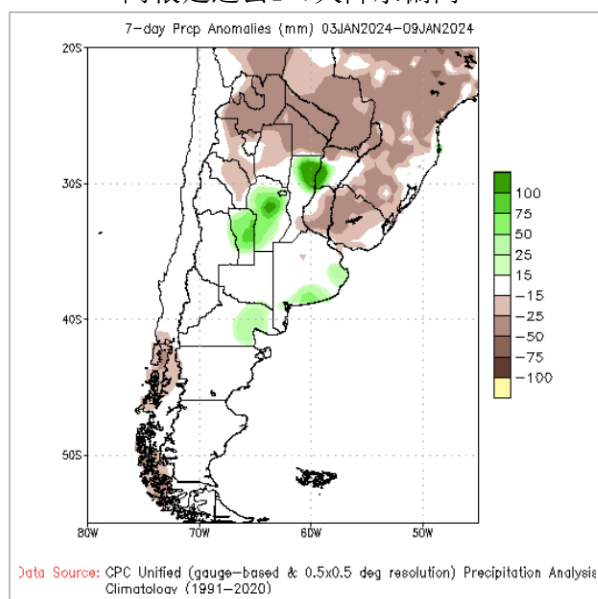 7-day Prcp Anomalies (mm) 03JAN2024-09JAN2024
20S
30S
40S
50S
80W
70W
60W
50W
100
75
50
25
15
-15
-25
-50
-75
-100
Data Source: CPC Unified (gauge-based & 0.5x0.5 deg resolution) Precipitation Analysis
Climatology (1991-2020)